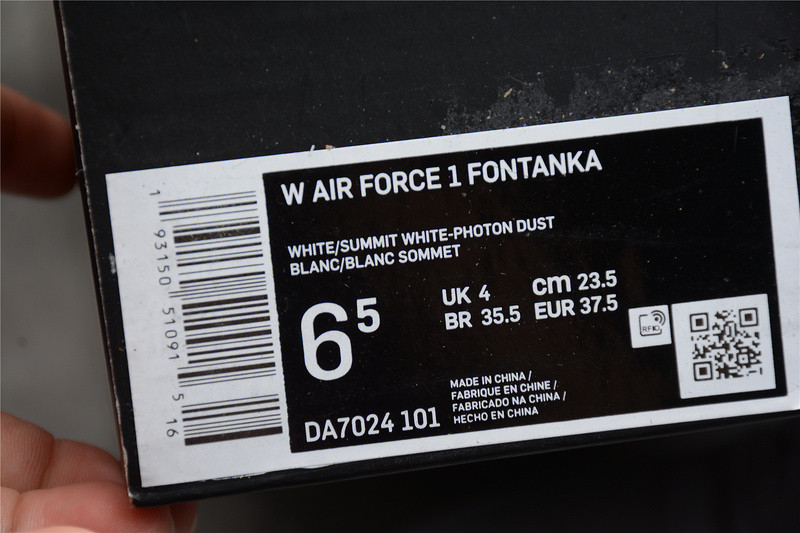 W AIR FORCE 1 FONTANKA
WHITE/SUMMIT WHITE-PHOTON DUST
BLANC/BLANC SOMMET
6⁵
UK 4 cm 23.5
BR 35.5 EUR 37.5
RFID
DA7024 101
MADE IN CHINA /
FABRIQUE EN CHINE /
FABRICADO NA CHINA /
HECHO EN CHINA
1 93150 51091 5 16